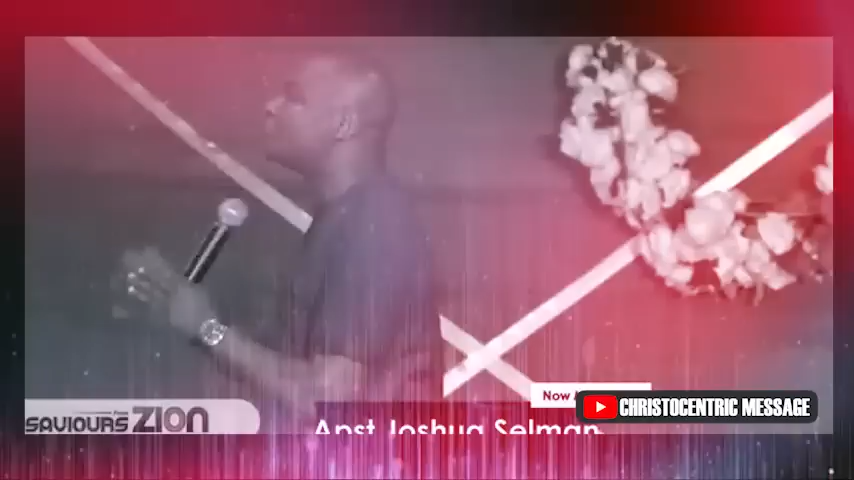 SAVIOURS ZION
Now
Apst Joshua Selman
CHRISTOCENTRIC MESSAGE